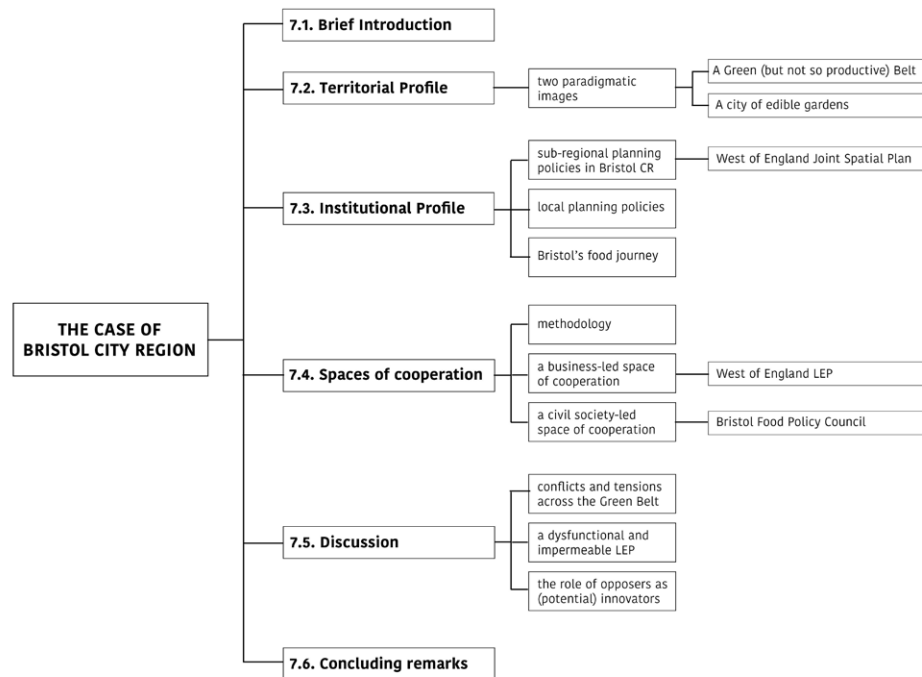 THE CASE OF
BRISTOL CITY REGION
7.1. Brief Introduction
7.2. Territorial Profile
two paradigmatic
images
A Green (but not so productive) Belt
A city of edible gardens
7.3. Institutional Profile
sub-regional planning
policies in Bristol CR
West of England Joint Spatial Plan
local planning policies
Bristol's food journey
7.4. Spaces of cooperation
methodology
a business-led space
of cooperation
West of England LEP
a civil society-led
space of cooperation
Bristol Food Policy Council
7.5. Discussion
conflicts and tensions
across the Green Belt
a dysfunctional and
impermeable LEP
the role of opposers as
(potential) innovators
7.6. Concluding remarks